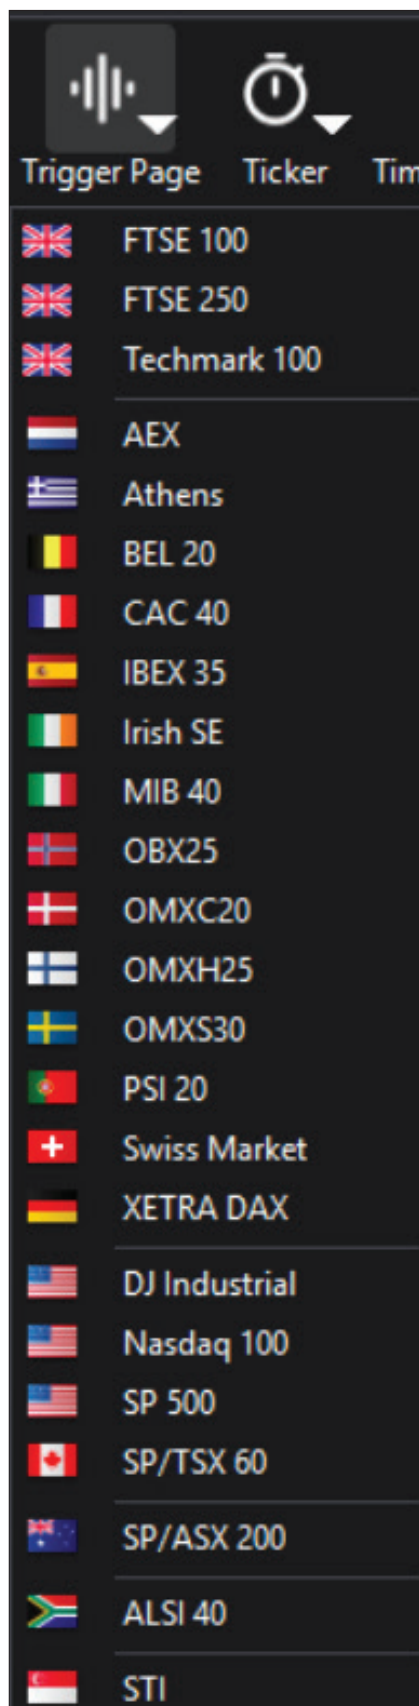 Trigger Page Ticker Tim
FTSE 100
FTSE 250
Techmark 100
AEX
Athens
BEL 20
CAC 40
IBEX 35
Irish SE
MIB 40
OBX25
OMXC20
OMXH25
OMXS30
PSI 20
Swiss Market
XETRA DAX
DJ Industrial
Nasdaq 100
SP 500
SP/TSX 60
SP/ASX 200
ALSI 40
STI